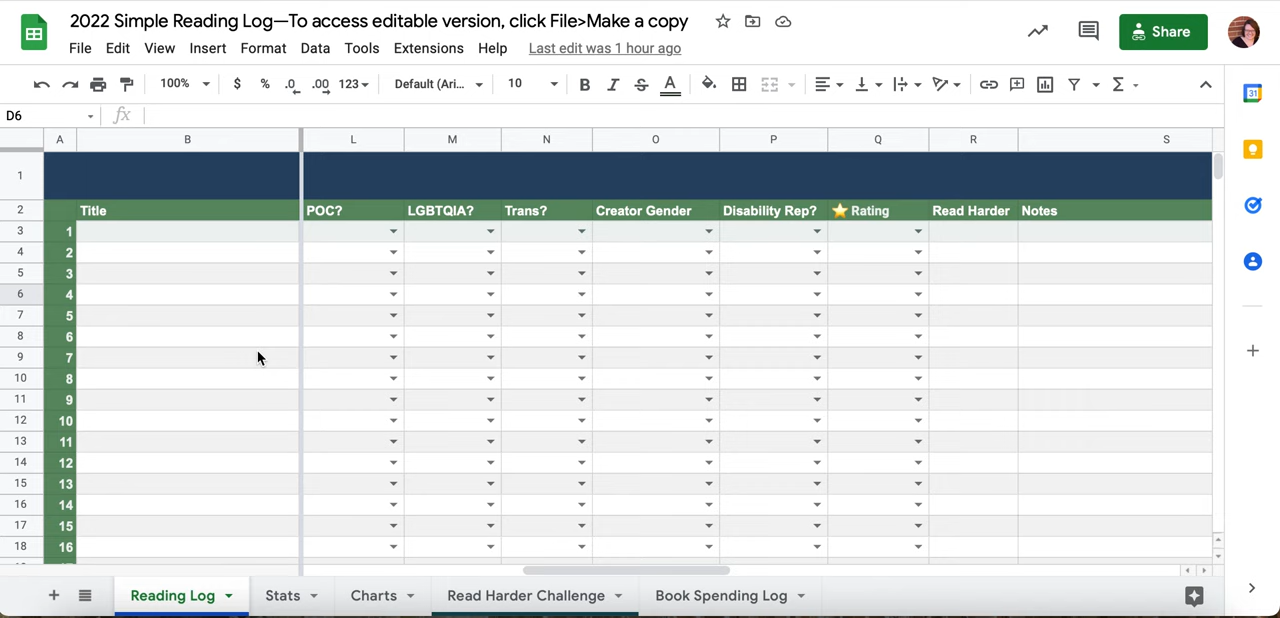 2022 Simple Reading Log—To access editable version, click File>Make a copy
File Edit View Insert Format Data Tools Extensions Help Last edit was 1 hour ago
Share
100% $ % .0 .00 123 Default (Ari... 10 B I S A Σ
31
D6 fx
A B L M N O P Q R S
1
2 Title POC? LGBTQIA? Trans? Creator Gender Disability Rep? ⭐ Rating Read Harder Notes
3 1
4 2
5 3
6 4
7 5
8 6
9 7
10 8
11 9
12 10
13 11
14 12
15 13
16 14
17 15
18 16
Reading Log Stats Charts Read Harder Challenge Book Spending Log